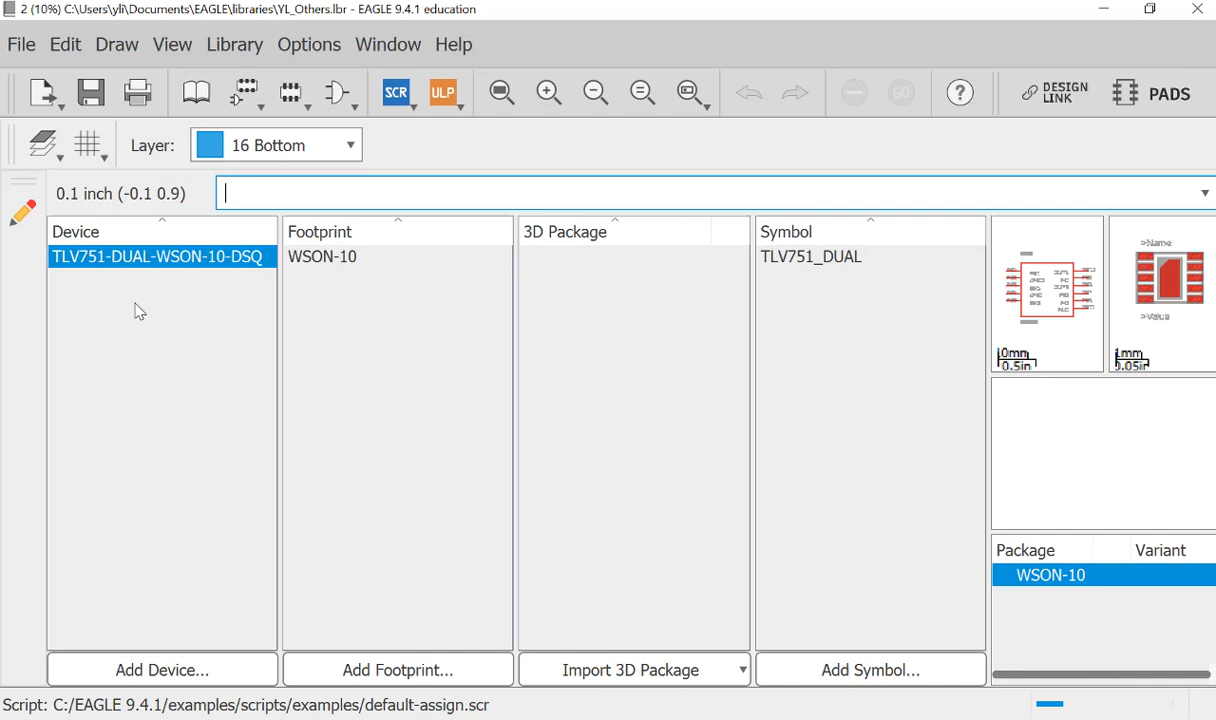 2 (10%) C:\Users\yli\Documents\EAGLE\libraries\YL_Others.lbr - EAGLE 9.4.1 education
File Edit Draw View Library Options Window Help
SCR ULP GO DESIGN LINK PADS
Layer: 16 Bottom
0.1 inch (-0.1 0.9)
Device Footprint 3D Package Symbol
TLV751-DUAL-WSON-10-DSQ WSON-10 TLV751_DUAL
>Name
>Value
0mm 1mm
0.5in 0.05in
Package Variant
WSON-10
Add Device... Add Footprint... Import 3D Package Add Symbol...
Script: C:/EAGLE 9.4.1/examples/scripts/examples/default-assign.scr